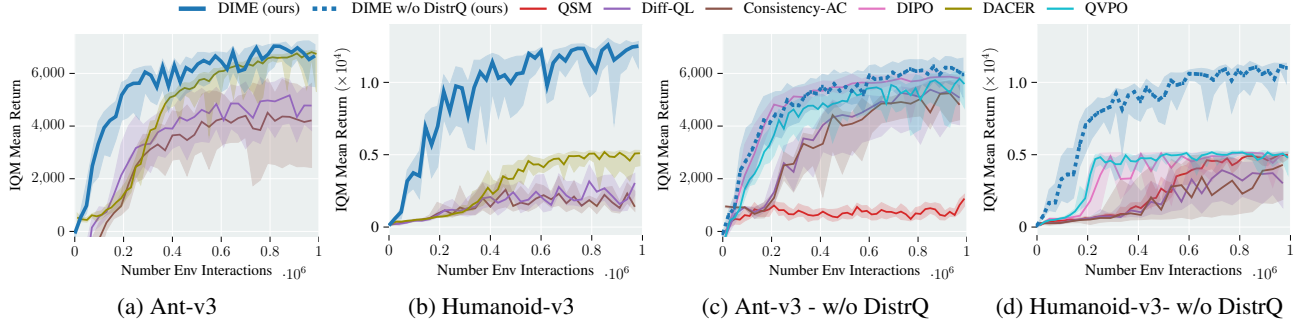 DIME (ours) DIME w/o DistrQ (ours) QSM Diff-QL Consistency-AC DIPO DACER QVPO
IQM Mean Return
6,000
4,000
2,000
0
0 0.2 0.4 0.6 0.8 1
Number Env Interactions ·10⁶
(a) Ant-v3
IQM Mean Return (×10⁴)
1.0
0.5
0
0 0.2 0.4 0.6 0.8 1
Number Env Interactions ·10⁶
(b) Humanoid-v3
IQM Mean Return
6,000
4,000
2,000
0
0 0.2 0.4 0.6 0.8 1
Number Env Interactions ·10⁶
(c) Ant-v3 - w/o DistrQ
IQM Mean Return (×10⁴)
1.0
0.5
0
0 0.2 0.4 0.6 0.8 1
Number Env Interactions ·10⁶
(d) Humanoid-v3- w/o DistrQ